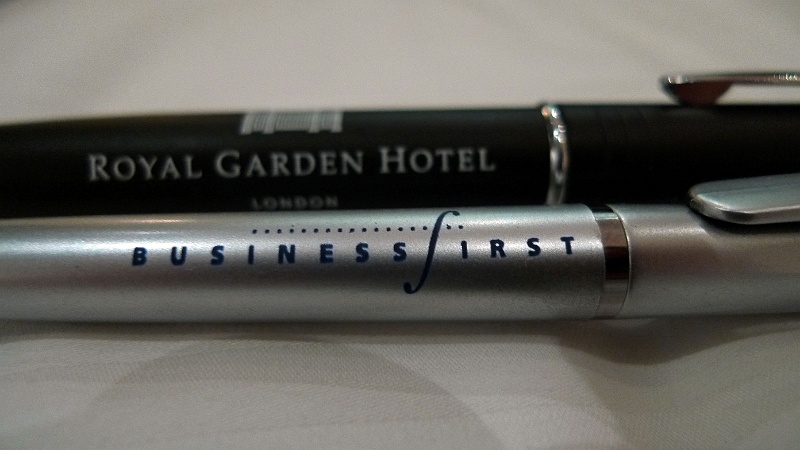 ROYAL GARDEN HOTEL
LONDON
BUSINESS fIRST